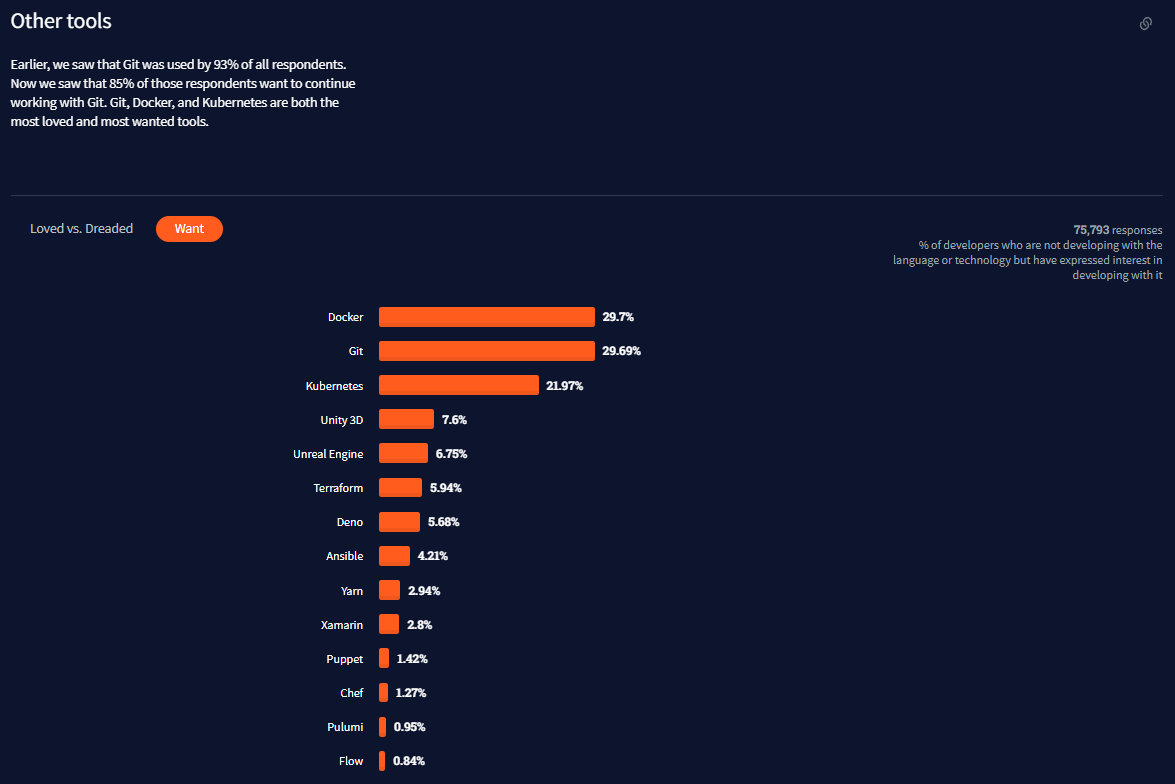 Other tools
Earlier, we saw that Git was used by 93% of all respondents.
Now we saw that 85% of those respondents want to continue
working with Git. Git, Docker, and Kubernetes are both the
most loved and most wanted tools.
Loved vs. Dreaded
Want
75,793 responses
% of developers who are not developing with the
language or technology but have expressed interest in
developing with it
Docker 29.7%
Git 29.69%
Kubernetes 21.97%
Unity 3D 7.6%
Unreal Engine 6.75%
Terraform 5.94%
Deno 5.68%
Ansible 4.21%
Yarn 2.94%
Xamarin 2.8%
Puppet 1.42%
Chef 1.27%
Pulumi 0.95%
Flow 0.84%